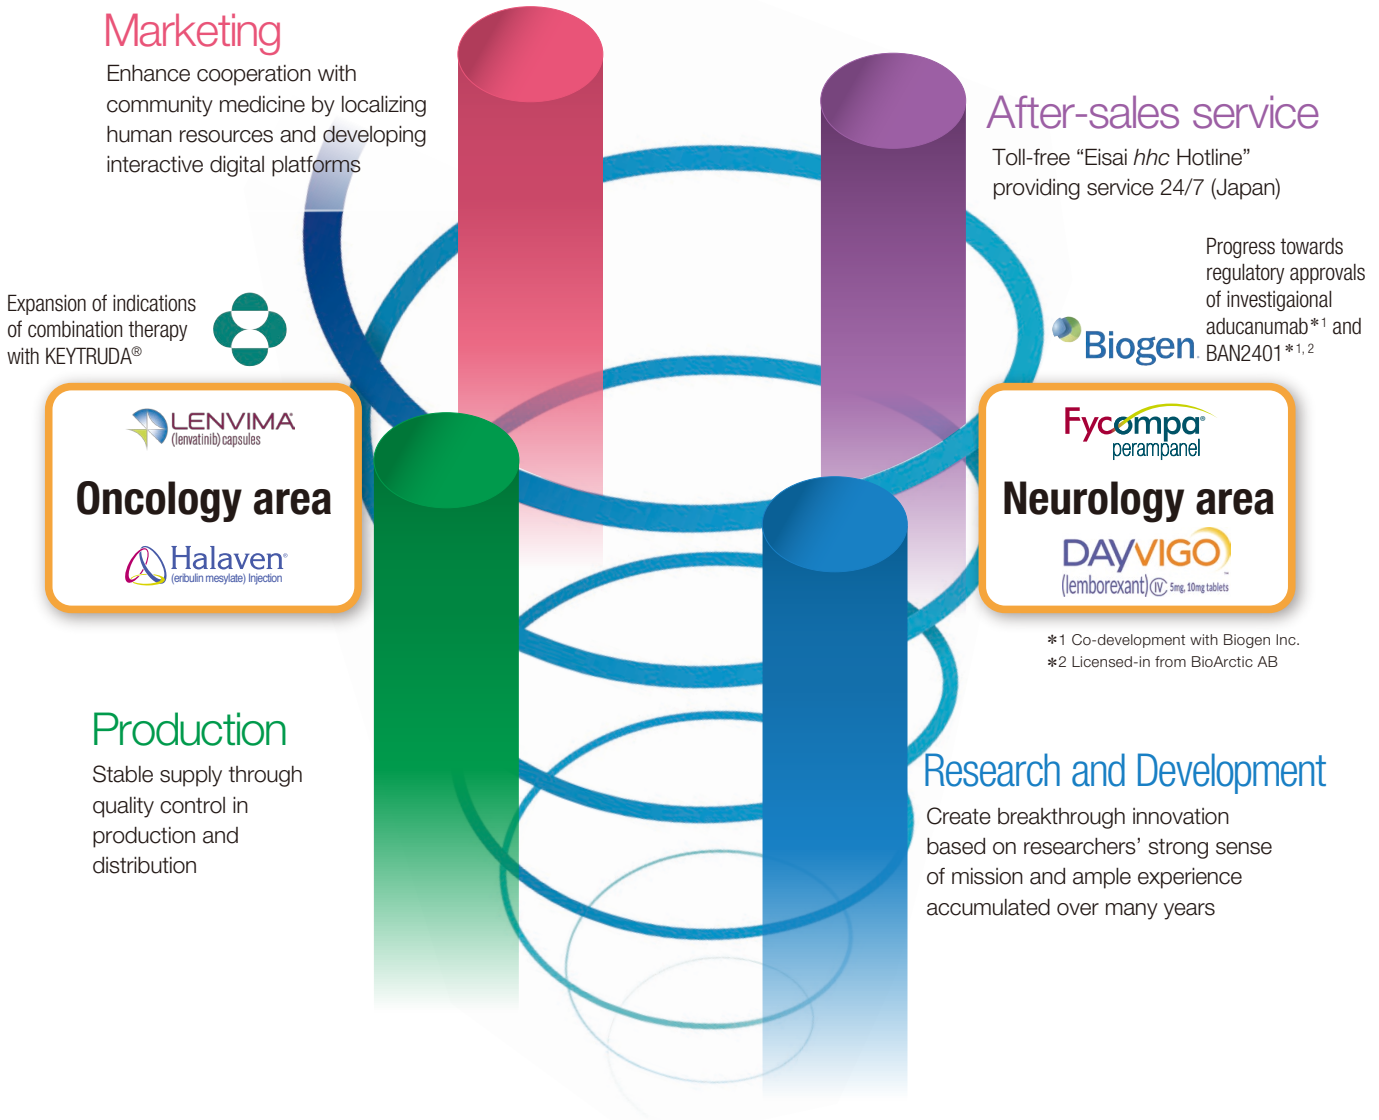 Marketing
Enhance cooperation with
community medicine by localizing
human resources and developing
interactive digital platforms
After-sales service
Toll-free “Eisai hhc Hotline”
providing service 24/7 (Japan)
Expansion of indications
of combination therapy
with KEYTRUDA®
Biogen
Progress towards
regulatory approvals
of investigaional
aducanumab*1 and
BAN2401*1, 2
LENVIMA®
(lenvatinib) capsules
Oncology area
Halaven®
(eribulin mesylate) Injection
Fycompa®
perampanel
Neurology area
DAYVIGO™
(lemborexant) IV 5mg, 10mg tablets
*1 Co-development with Biogen Inc.
*2 Licensed-in from BioArctic AB
Production
Stable supply through
quality control in
production and
distribution
Research and Development
Create breakthrough innovation
based on researchers’ strong sense
of mission and ample experience
accumulated over many years